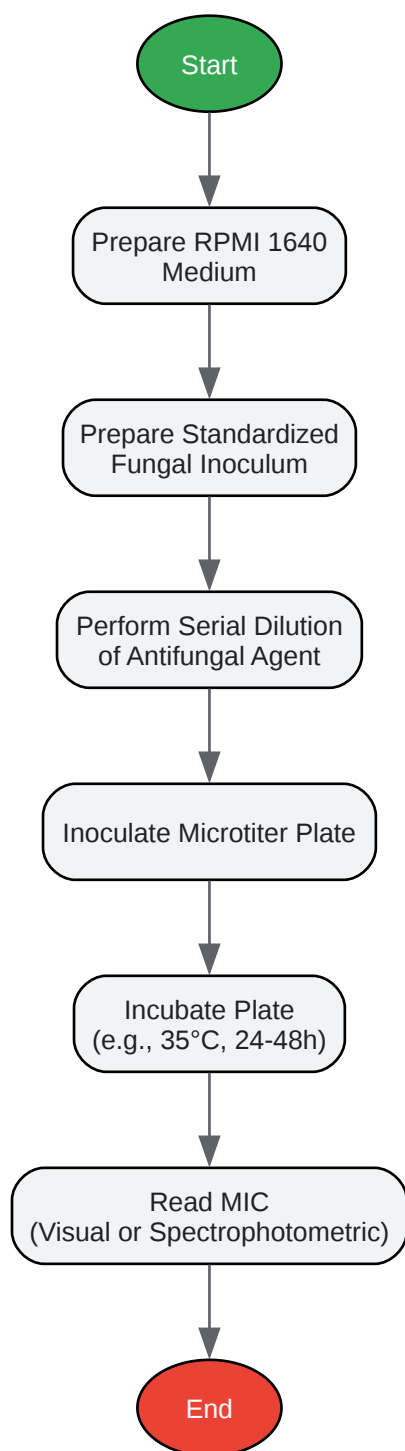 Start
Prepare RPMI 1640
Medium
Prepare Standardized
Fungal Inoculum
Perform Serial Dilution
of Antifungal Agent
Inoculate Microtiter Plate
Incubate Plate
(e.g., 35°C, 24-48h)
Read MIC
(Visual or Spectrophotometric)
End